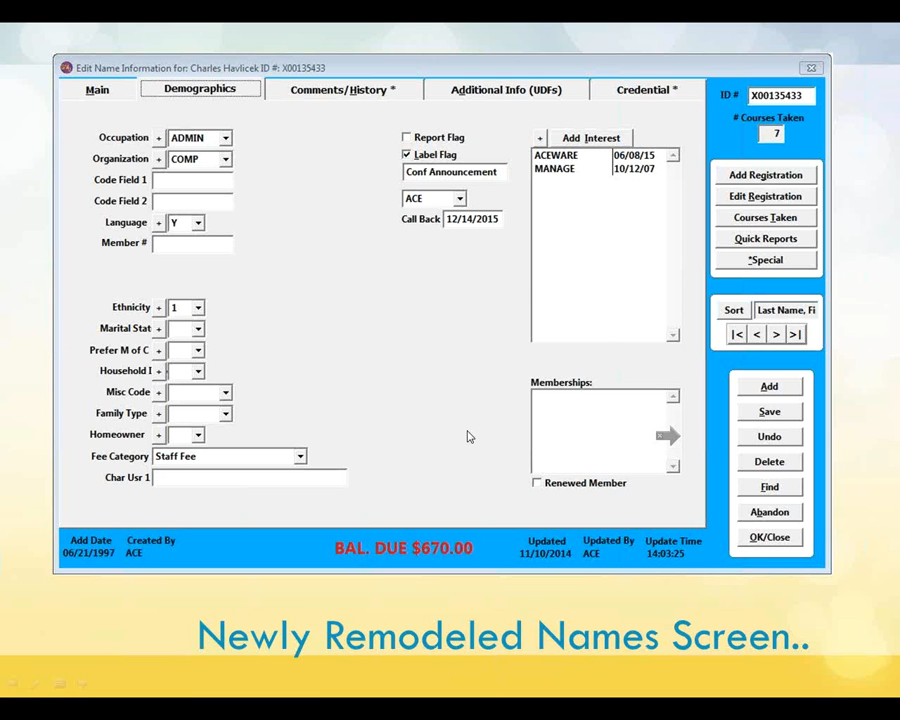 Edit Name Information for: Charles Havlicek ID #: X00135433
Main
Demographics
Comments/History *
Additional Info (UDFs)
Credential *
ID # X00135433
# Courses Taken
7
Occupation + ADMIN
Organization + COMP
Code Field 1
Code Field 2
Language + Y
Member #
Ethnicity + 1
Marital Stat +
Prefer M of C +
Household I +
Misc Code +
Family Type +
Homeowner +
Fee Category Staff Fee
Char Usr 1
Report Flag
Label Flag
Conf Announcement
ACE
Call Back 12/14/2015
+ Add Interest
ACEWARE 06/08/15
MANAGE 10/12/07
Memberships:
Renewed Member
Add Registration
Edit Registration
Courses Taken
Quick Reports
*Special
Sort Last Name, Fi
|< < > >|
Add
Save
Undo
Delete
Find
Abandon
OK/Close
Add Date
06/21/1997
Created By
ACE
BAL. DUE $670.00
Updated
11/10/2014
Updated By
ACE
Update Time
14:03:25
Newly Remodeled Names Screen..